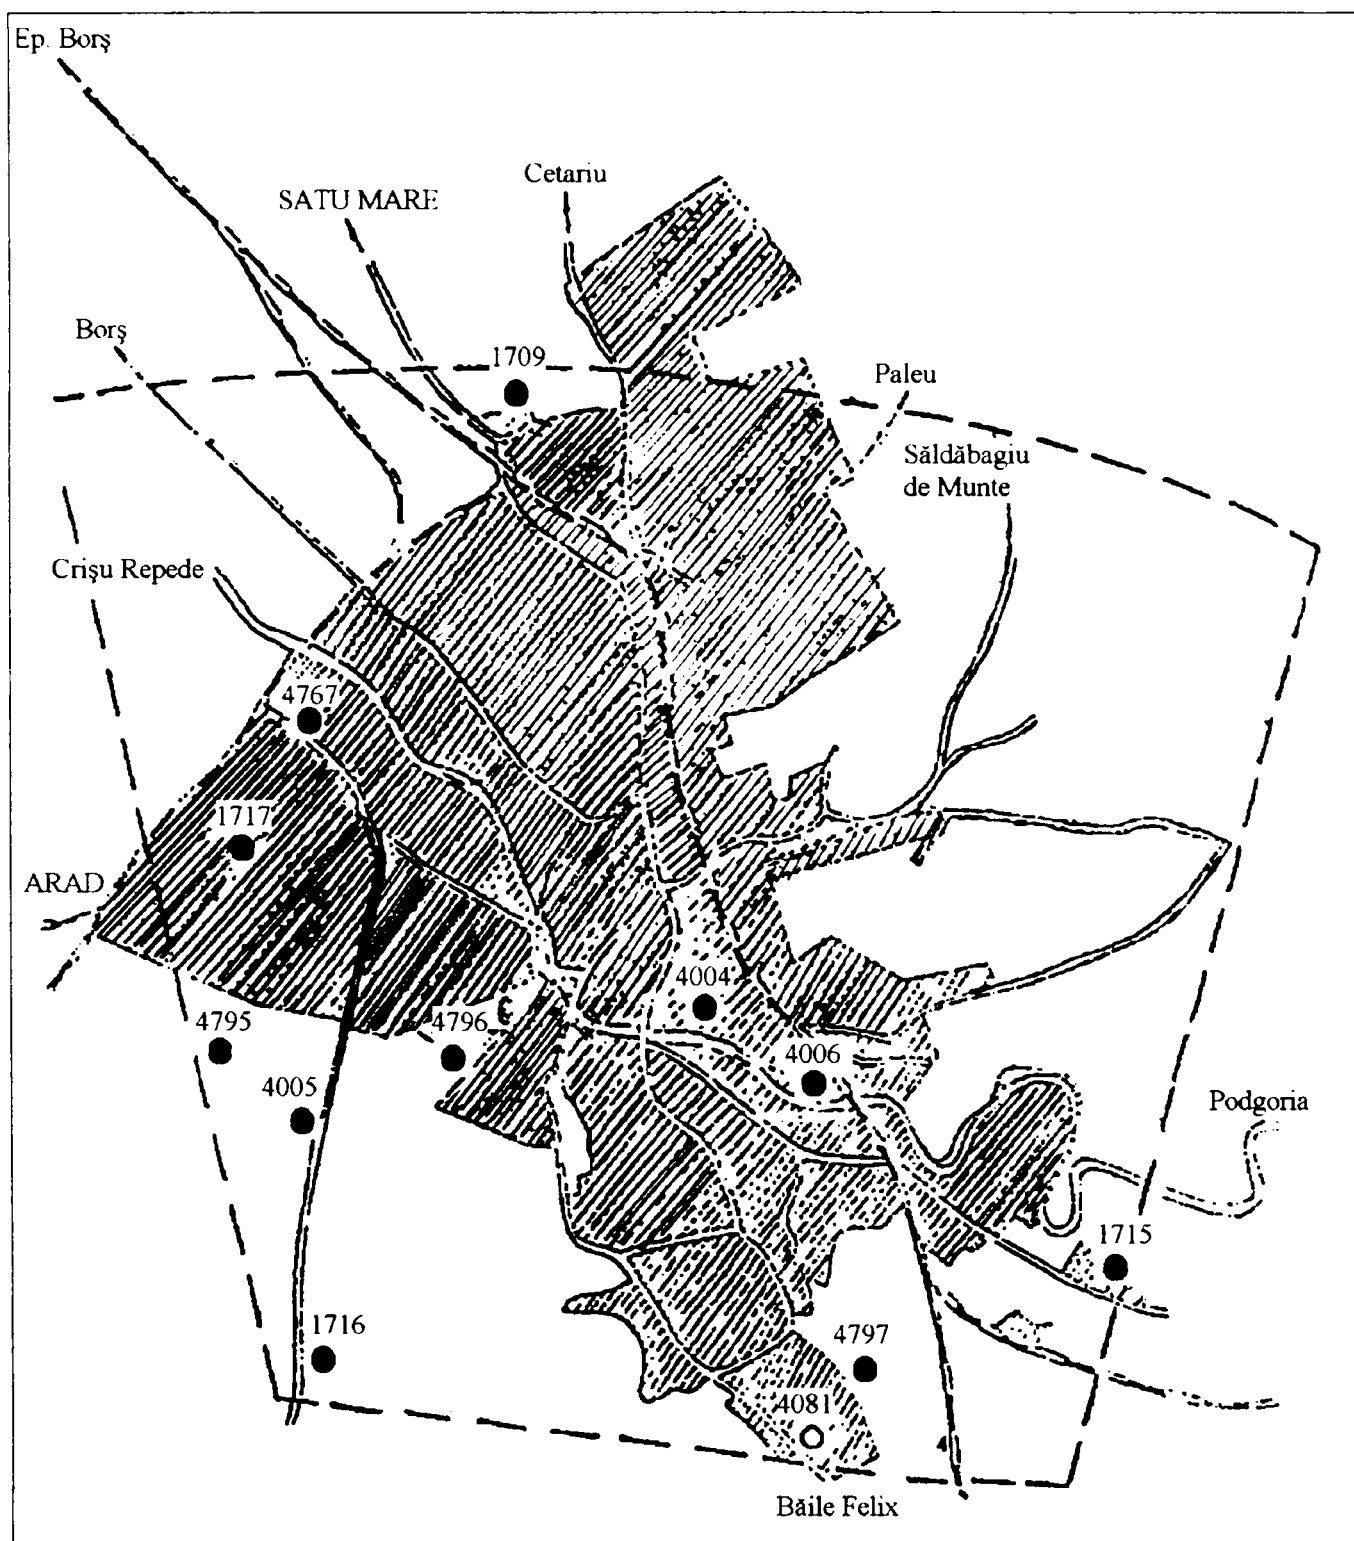 Ep. Borş
Cetariu
SATU MARE
Borş
1709
Paleu
Săldăbagiu
de Munte
Crişu Repede
4767
1717
ARAD
4004
4795
4796
4006
4005
Podgoria
1715
1716
4797
4081
Băile Felix